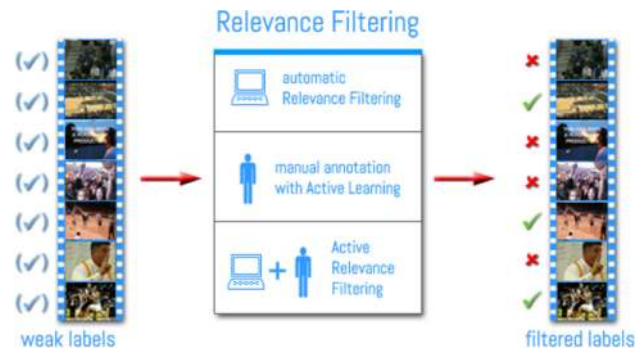 Relevance Filtering
automatic
Relevance Filtering
manual annotation
with Active Learning
Active
Relevance
Filtering
weak labels
filtered labels